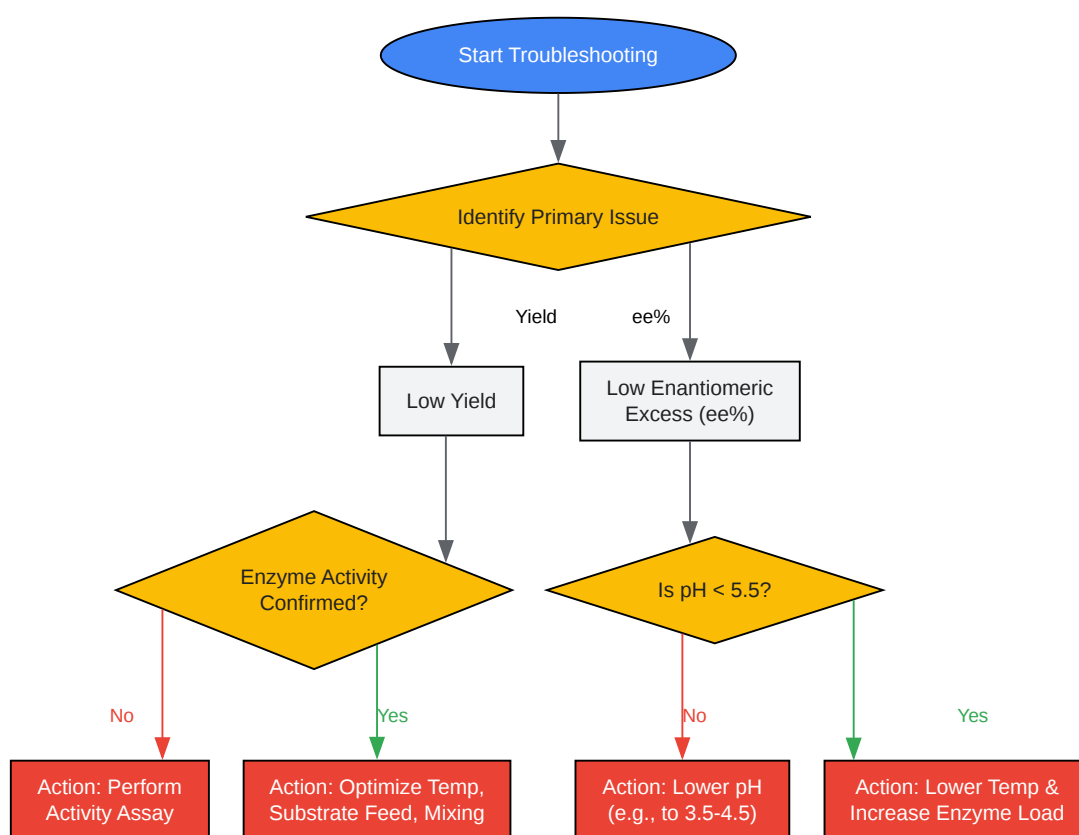 Start Troubleshooting
Identify Primary Issue
Yield
ee%
Low Yield
Low Enantiomeric
Excess (ee%)
Enzyme Activity
Confirmed?
Is pH < 5.5?
No
Yes
No
Yes
Action: Perform
Activity Assay
Action: Optimize Temp,
Substrate Feed, Mixing
Action: Lower pH
(e.g., to 3.5-4.5)
Action: Lower Temp &
Increase Enzyme Load